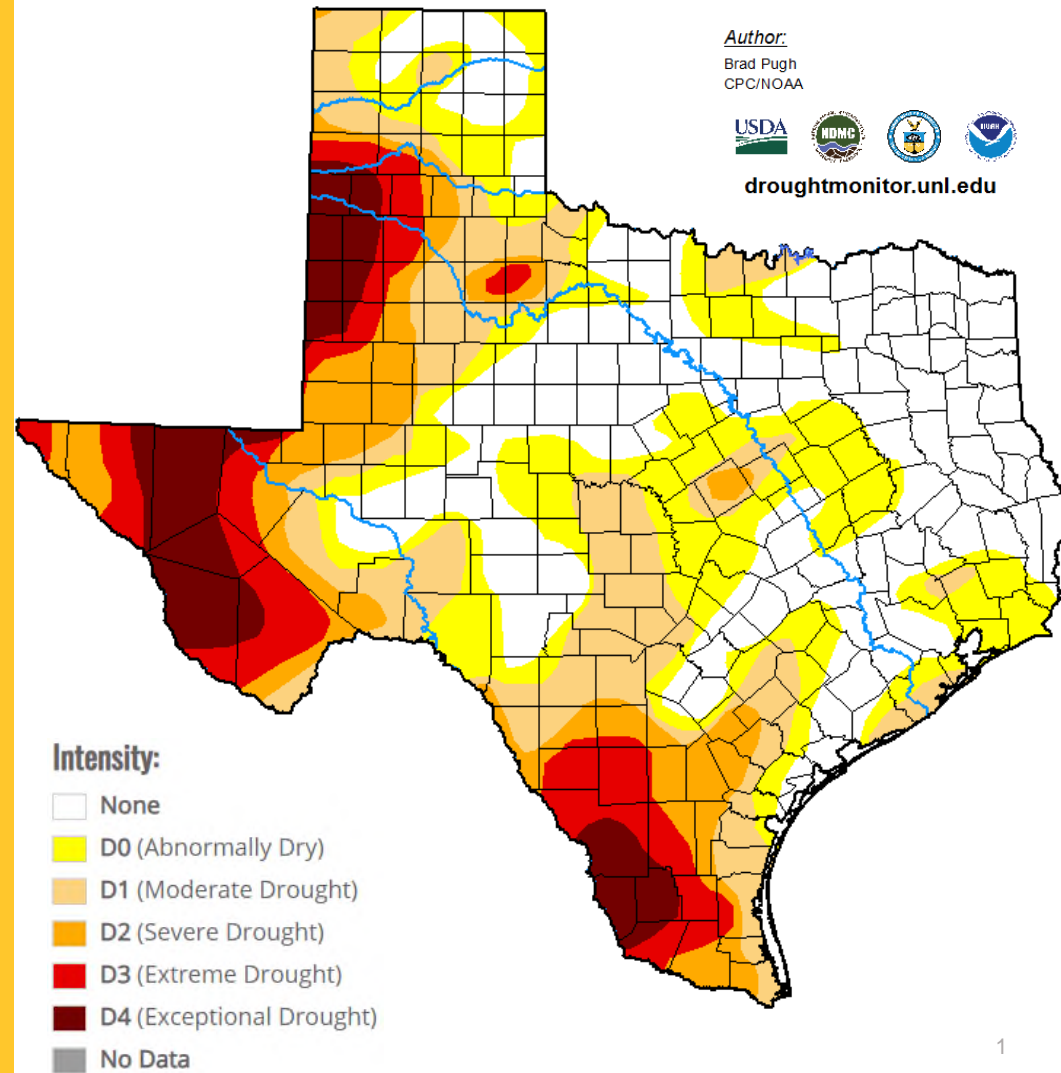 Author:
Brad Pugh
CPC/NOAA
USDA
NDMC
droughtmonitor.unl.edu
Intensity:
None
D0 (Abnormally Dry)
D1 (Moderate Drought)
D2 (Severe Drought)
D3 (Extreme Drought)
D4 (Exceptional Drought)
No Data
1